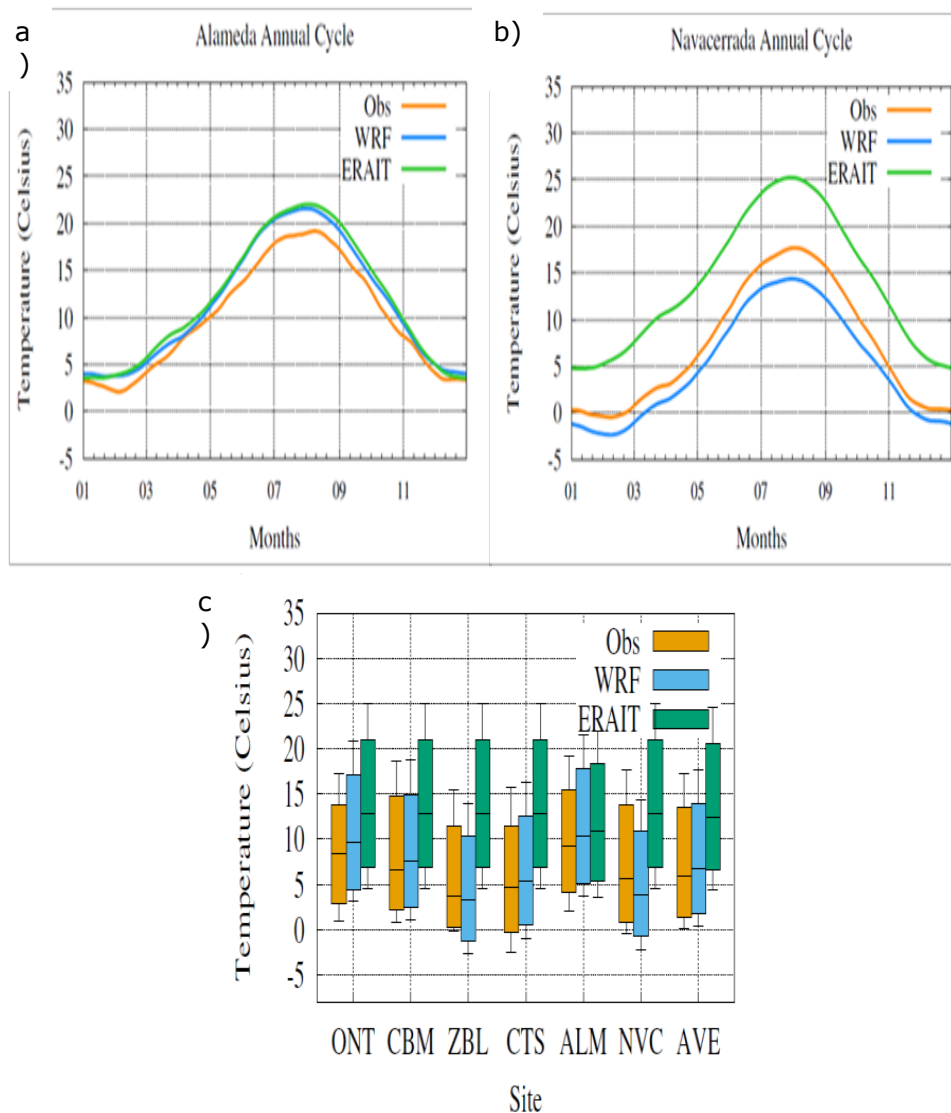 a
)
Alameda Annual Cycle
35
30
25
20
15
10
5
0
-5
Temperature (Celsius)
Obs
WRF
ERAIT
01 03 05 07 09 11
Months
b)
Navacerrada Annual Cycle
35
30
25
20
15
10
5
0
-5
Temperature (Celsius)
Obs
WRF
ERAIT
01 03 05 07 09 11
Months
c
)
35
30
25
20
15
10
5
0
-5
Temperature (Celsius)
Obs
WRF
ERAIT
ONT CBM ZBL CTS ALM NVC AVE
Site